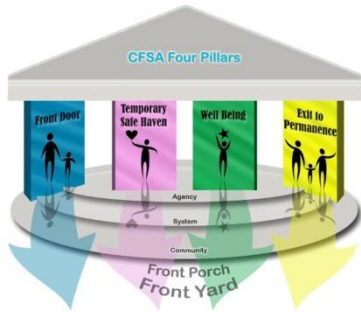 CFSA Four Pillars
Front Door
Temporary
Safe Haven
Well Being
Exit to
Permanence
Agency
System
Community
Front Porch
Front Yard